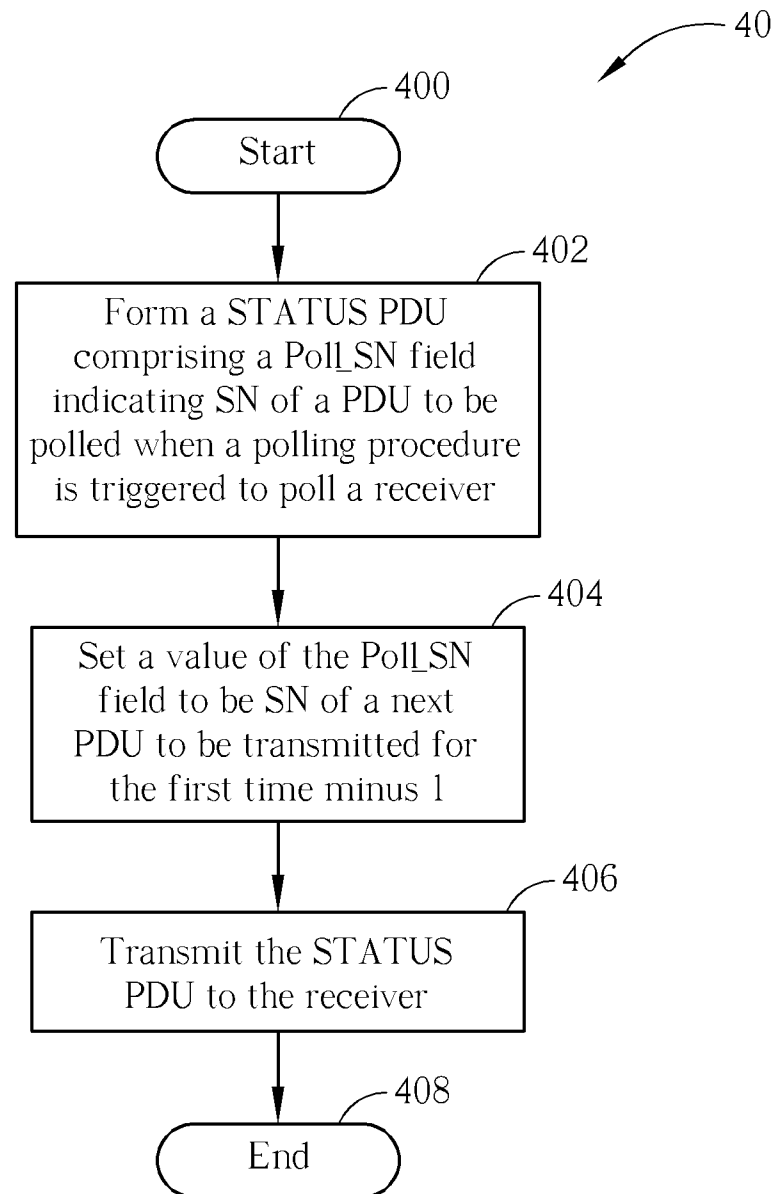 40
400
Start
402
Form a STATUS PDU
comprising a Poll_SN field
indicating SN of a PDU to be
polled when a polling procedure
is triggered to poll a receiver
404
Set a value of the Poll_SN
field to be SN of a next
PDU to be transmitted for
the first time minus 1
406
Transmit the STATUS
PDU to the receiver
408
End